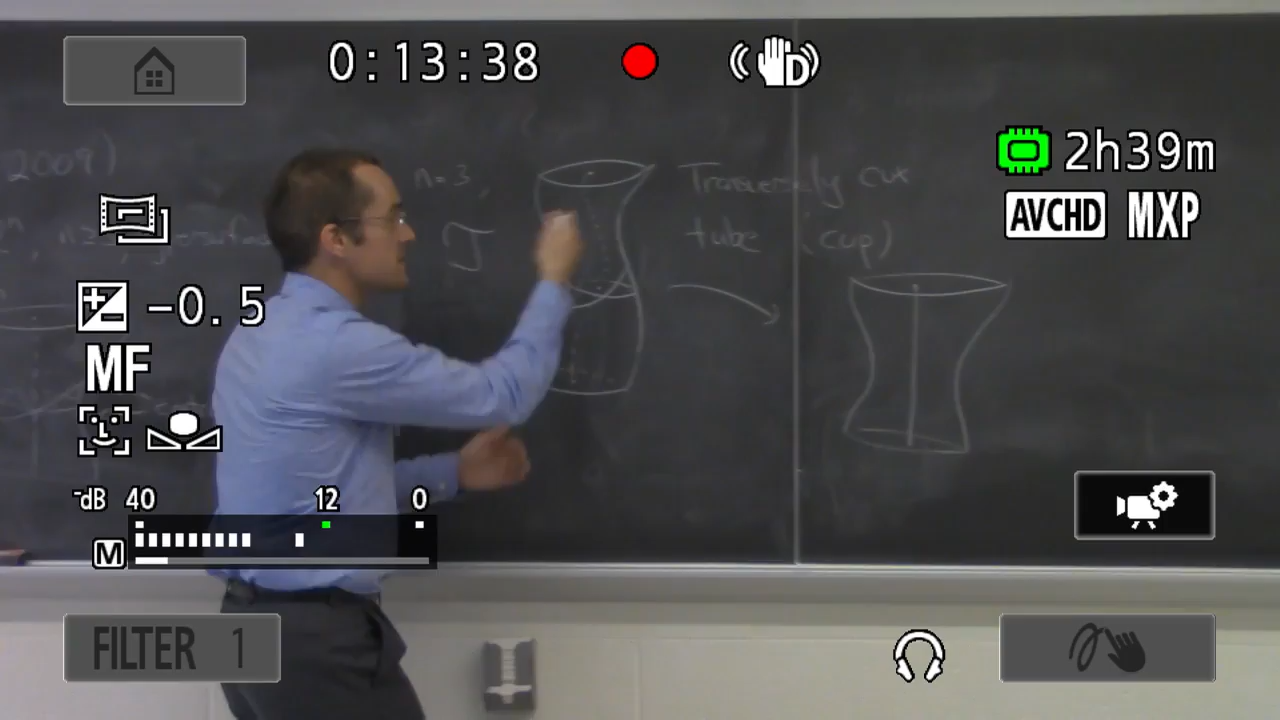 0:13:38
2h39m
2009)
n=3,
Transversely cut
AVCHD MXP
tube (cup)
-0.5
MF
-dB 40 12 0
M
FILTER 1